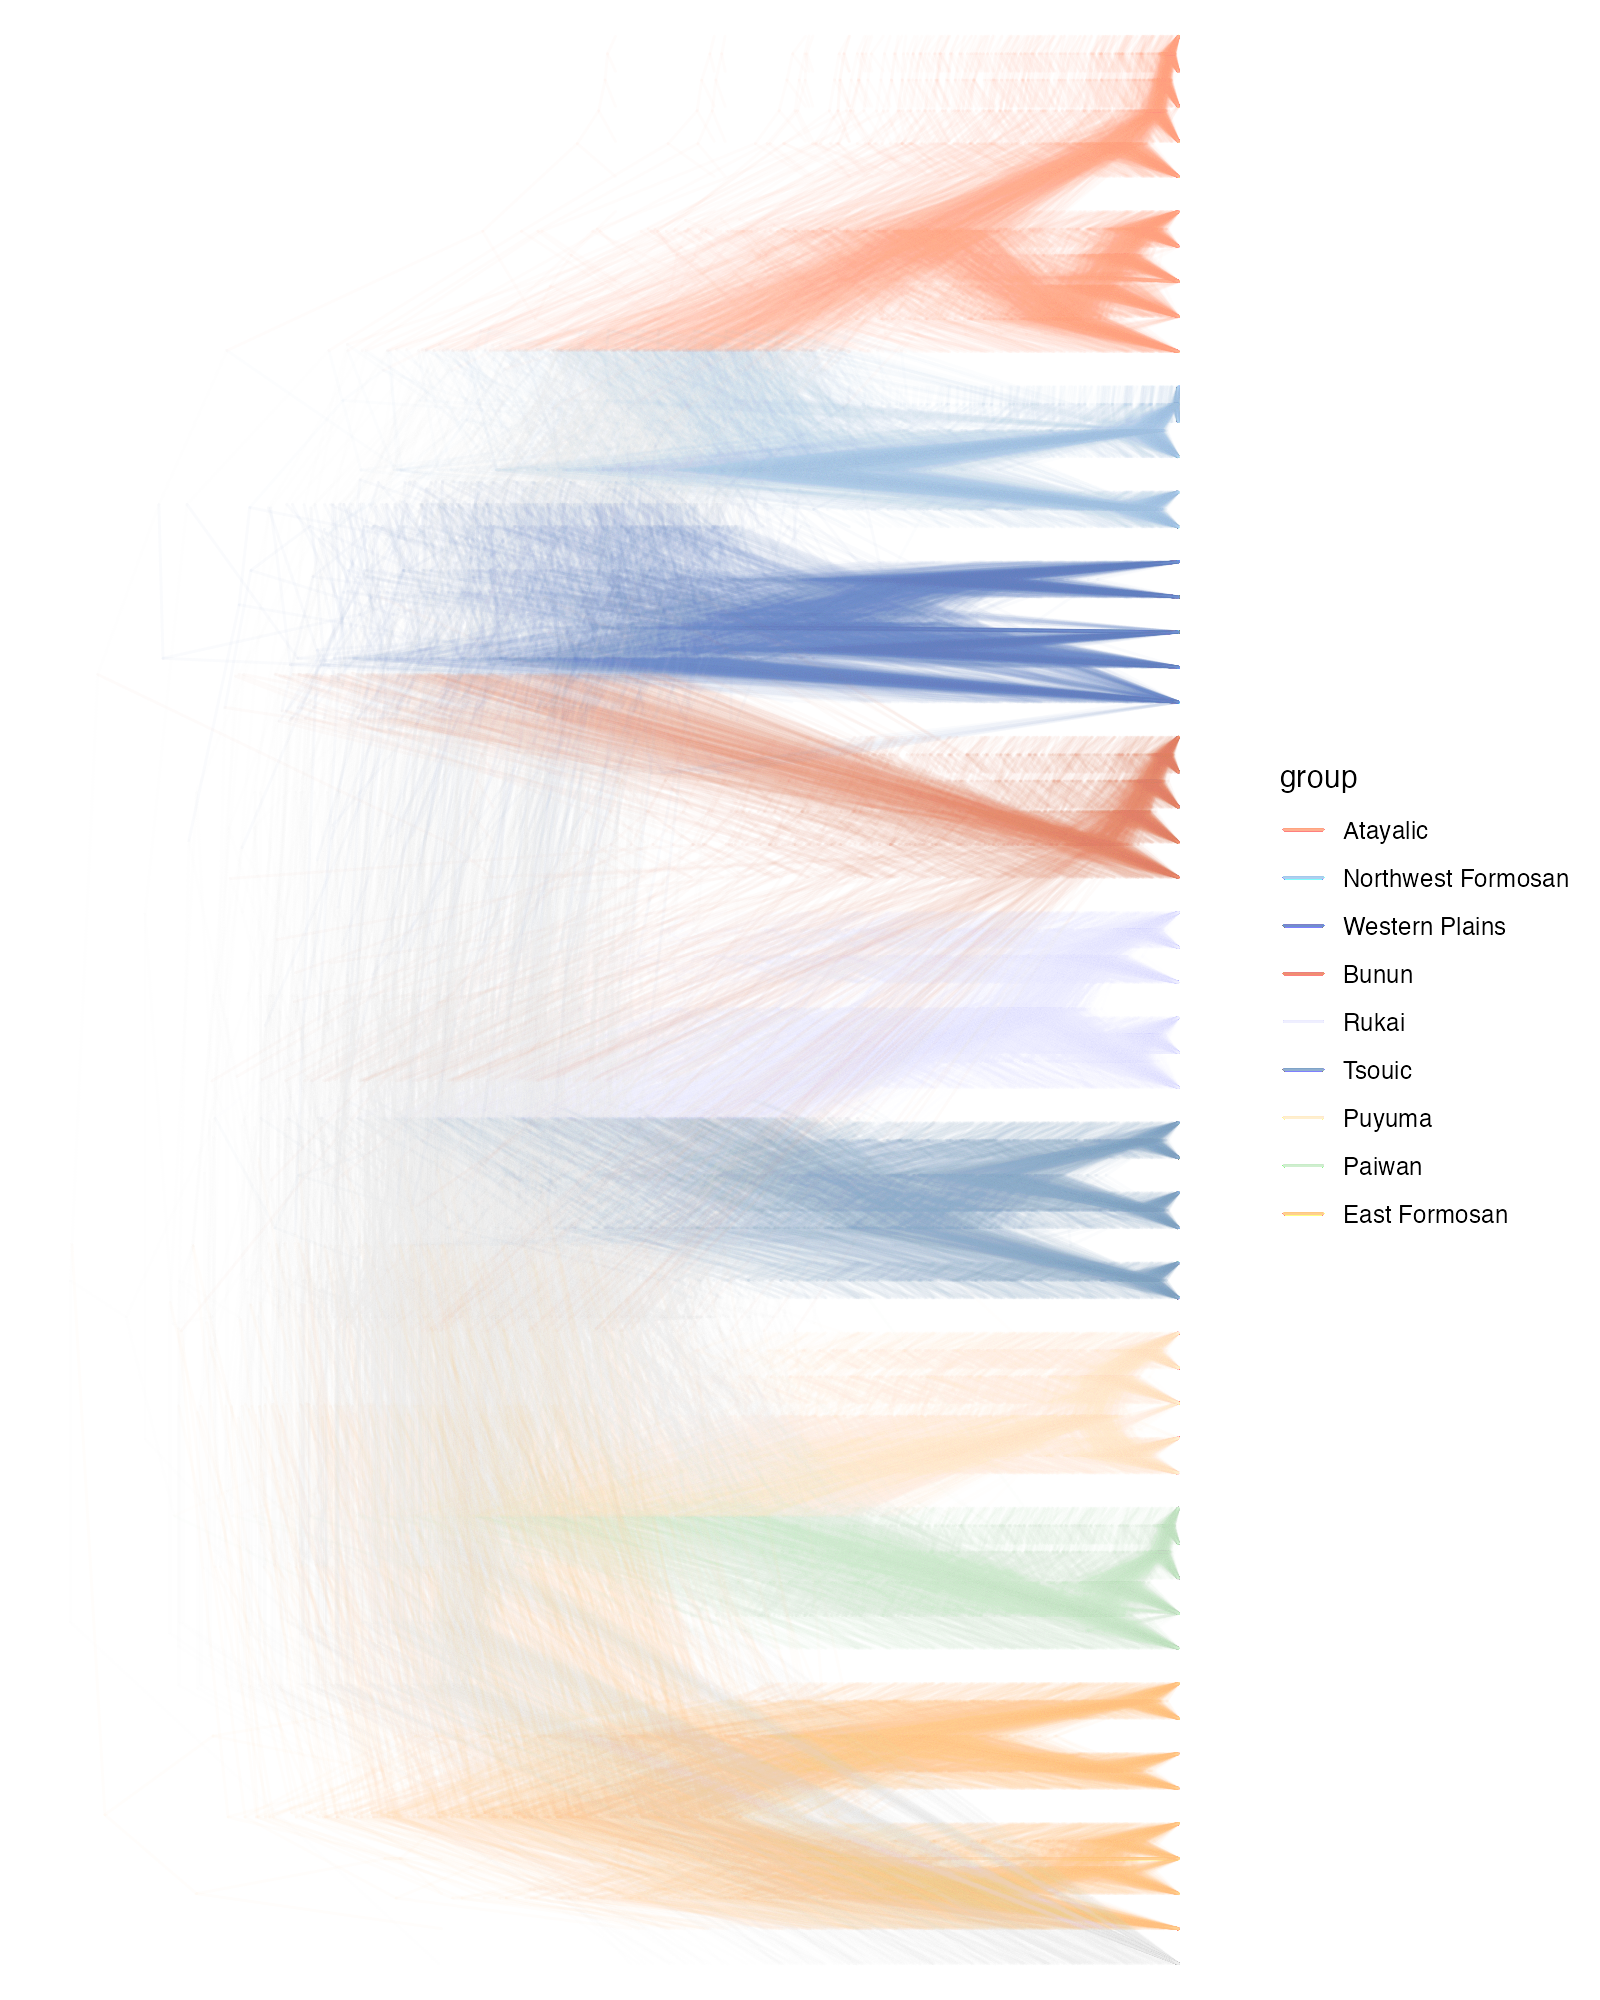 group
Atayalic
Northwest Formosan
Western Plains
Bunun
Rukai
Tsouic
Puyuma
Paiwan
East Formosan